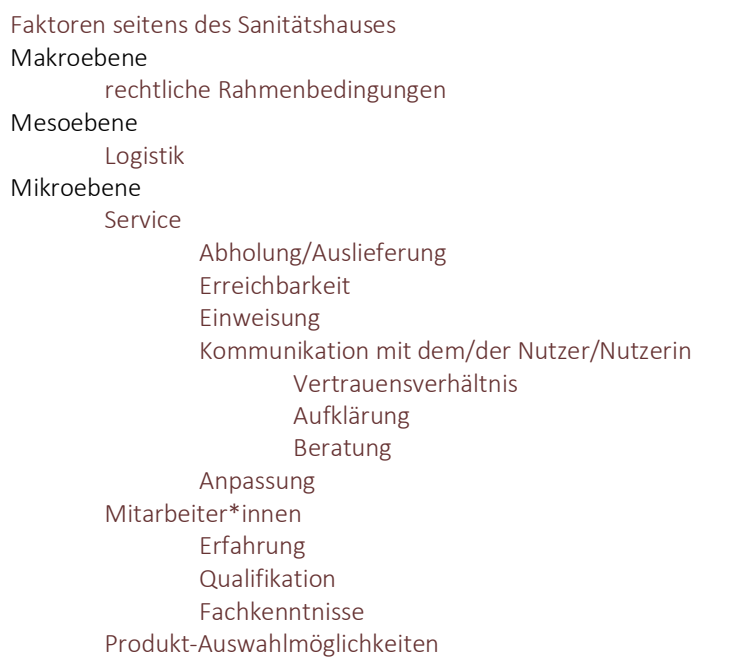 Faktoren seitens des Sanitätshauses
Makroebene
rechtliche Rahmenbedingungen
Mesoebene
Logistik
Mikroebene
Service
Abholung/Auslieferung
Erreichbarkeit
Einweisung
Kommunikation mit dem/der Nutzer/Nutzerin
Vertrauensverhältnis
Aufklärung
Beratung
Anpassung
Mitarbeiter*innen
Erfahrung
Qualifikation
Fachkenntnisse
Produkt-Auswahlmöglichkeiten